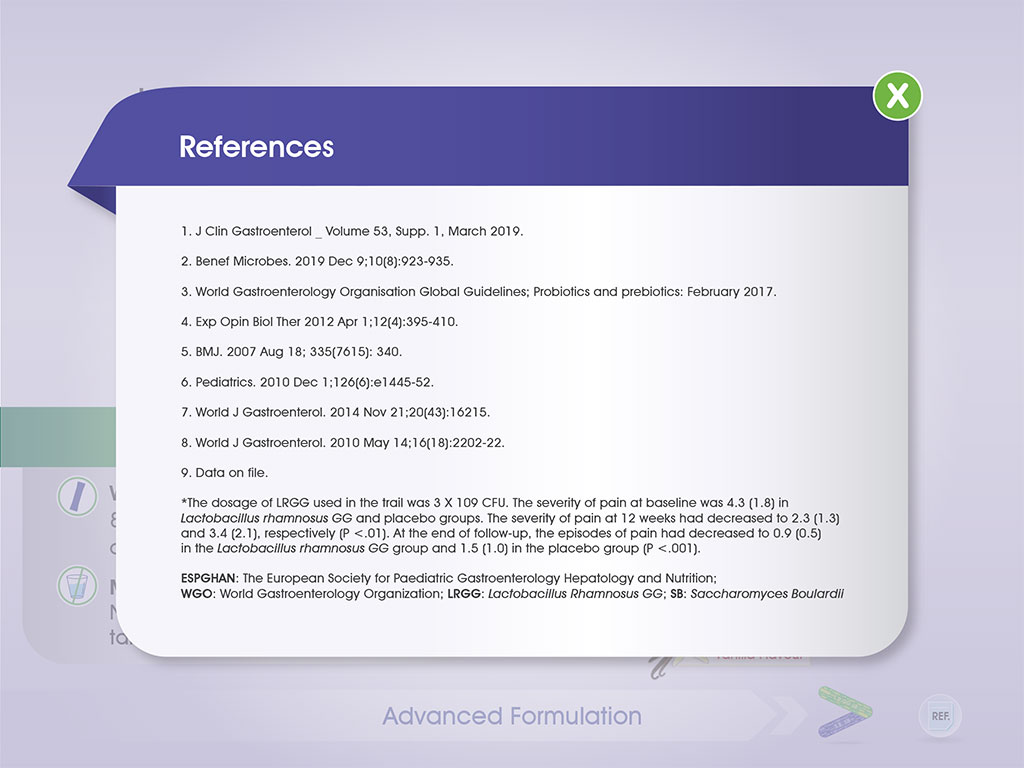 X
References
1. J Clin Gastroenterol _ Volume 53, Supp. 1, March 2019.
2. Benef Microbes. 2019 Dec 9;10(8):923-935.
3. World Gastroenterology Organisation Global Guidelines; Probiotics and prebiotics: February 2017.
4. Exp Opin Biol Ther 2012 Apr 1;12(4):395-410.
5. BMJ. 2007 Aug 18; 335(7615): 340.
6. Pediatrics. 2010 Dec 1;126(6):e1445-52.
7. World J Gastroenterol. 2014 Nov 21;20(43):16215.
8. World J Gastroenterol. 2010 May 14;16(18):2202-22.
9. Data on file.
*The dosage of LRGG used in the trail was 3 X 109 CFU. The severity of pain at baseline was 4.3 (1.8) in
Lactobacillus rhamnosus GG and placebo groups. The severity of pain at 12 weeks had decreased to 2.3 (1.3)
and 3.4 (2.1), respectively (P <.01). At the end of follow-up, the episodes of pain had decreased to 0.9 (0.5)
in the Lactobacillus rhamnosus GG group and 1.5 (1.0) in the placebo group (P <.001).
ESPGHAN: The European Society for Paediatric Gastroenterology Hepatology and Nutrition;
WGO: World Gastroenterology Organization; LRGG: Lactobacillus Rhamnosus GG; SB: Saccharomyces Boulardii
Advanced Formulation
REF.